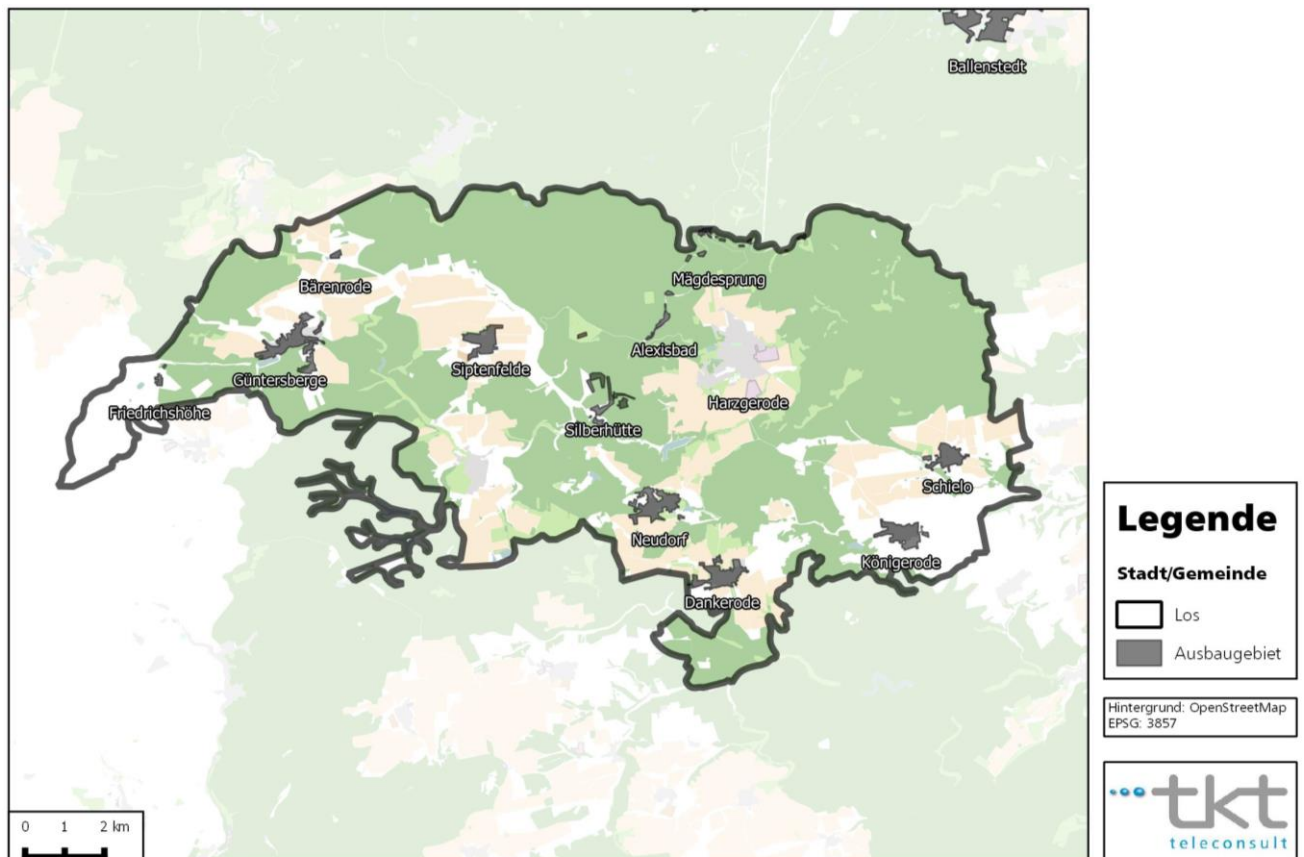 Ballenstedt
Bärenrode
Mägdesprung
Alexisbad
Siptenfelde
Güntersberge
Friedrichshöhe
Harzgerode
Silberhütte
Schielo
Neudorf
Königerode
Dankerode
0 1 2 km
Legende
Stadt/Gemeinde
Los
Ausbaugebiet
Hintergrund: OpenStreetMap
EPSG: 3857
tkt
teleconsult